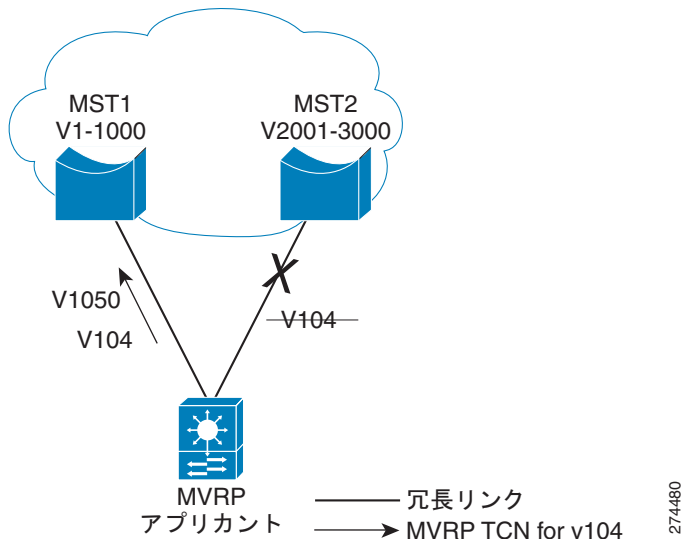 MST1
V1-1000
MST2
V2001-3000
V1050
V104
V104
MVRP
アプリカント
冗長リンク
MVRP TCN for v104
274480